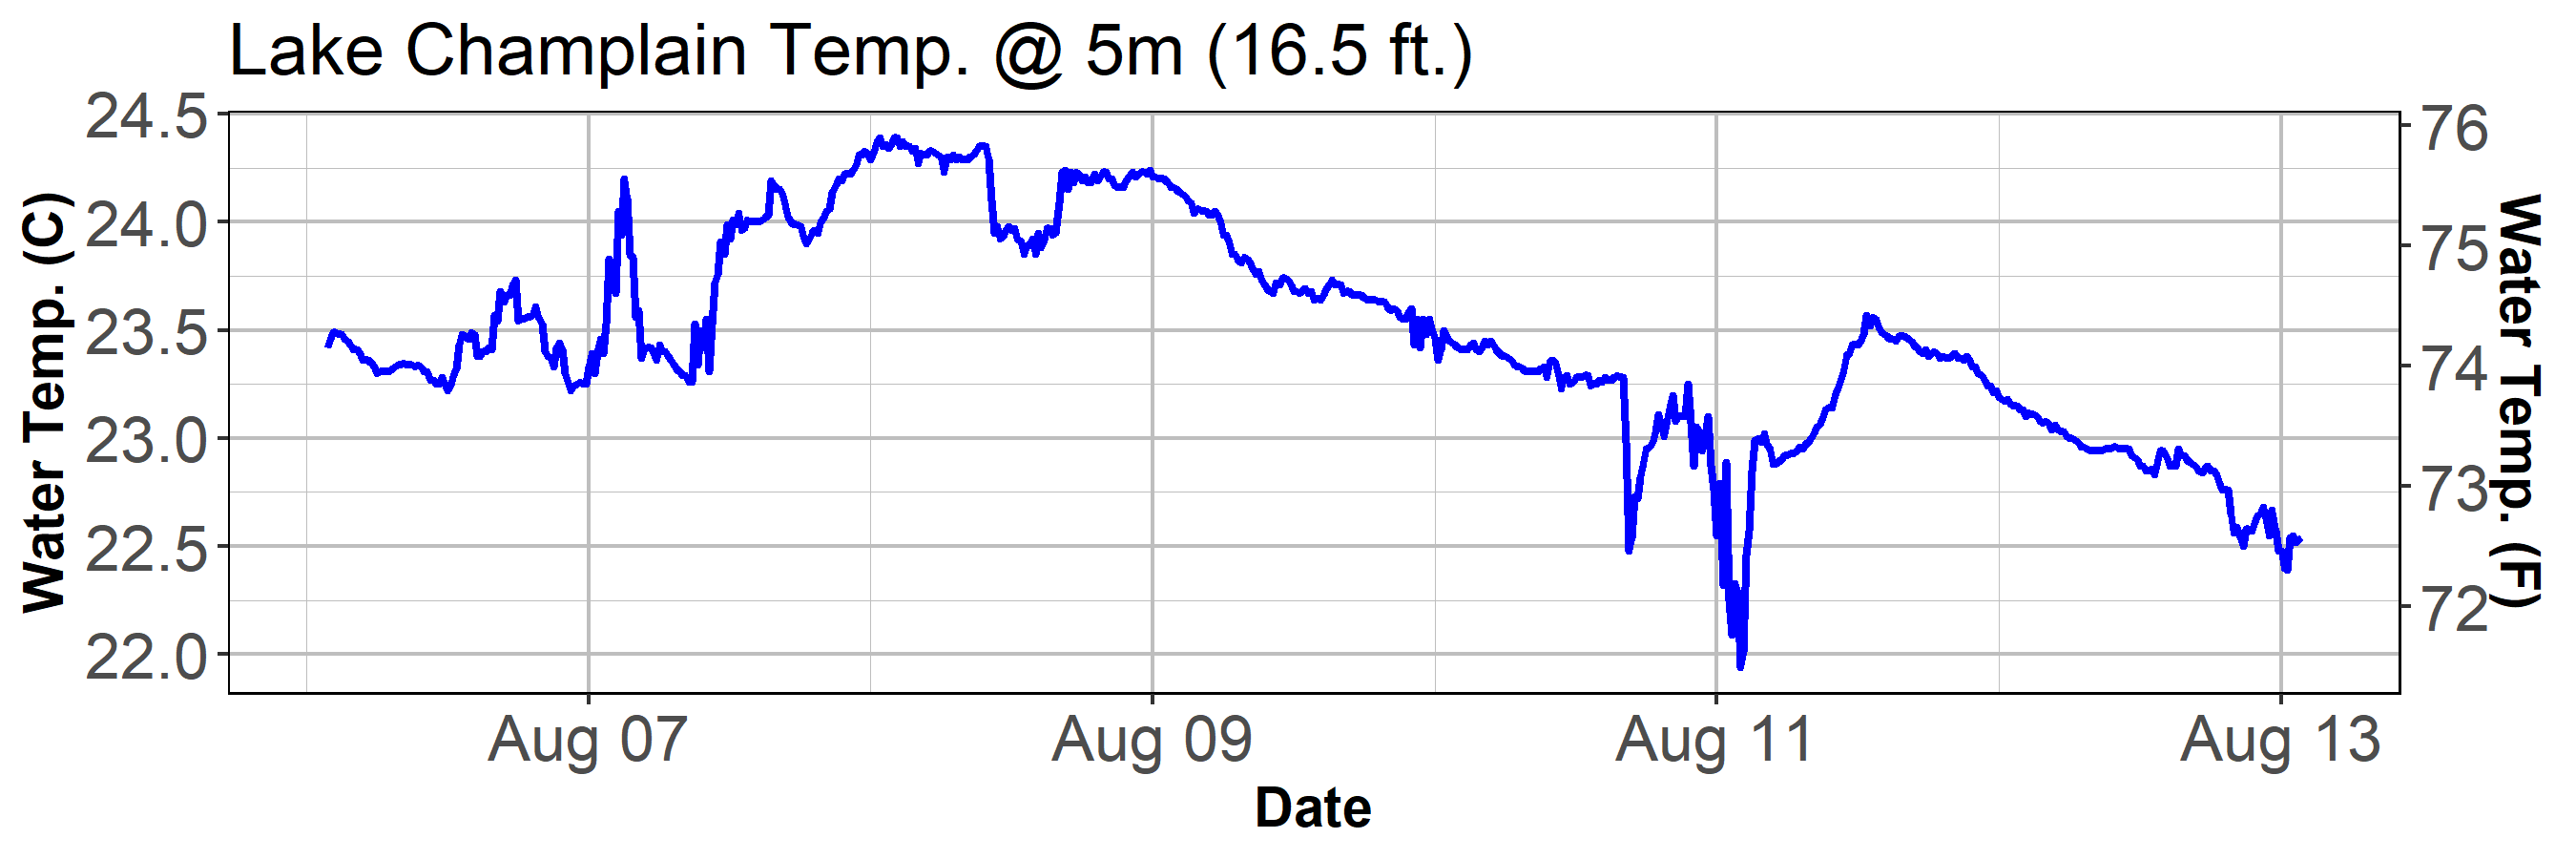 Lake Champlain Temp. @ 5m (16.5 ft.)
Water Temp. (C)
24.5
24.0
23.5
23.0
22.5
22.0
76
75
74
73
72
Water Temp. (F)
Aug 07 Aug 09 Aug 11 Aug 13
Date